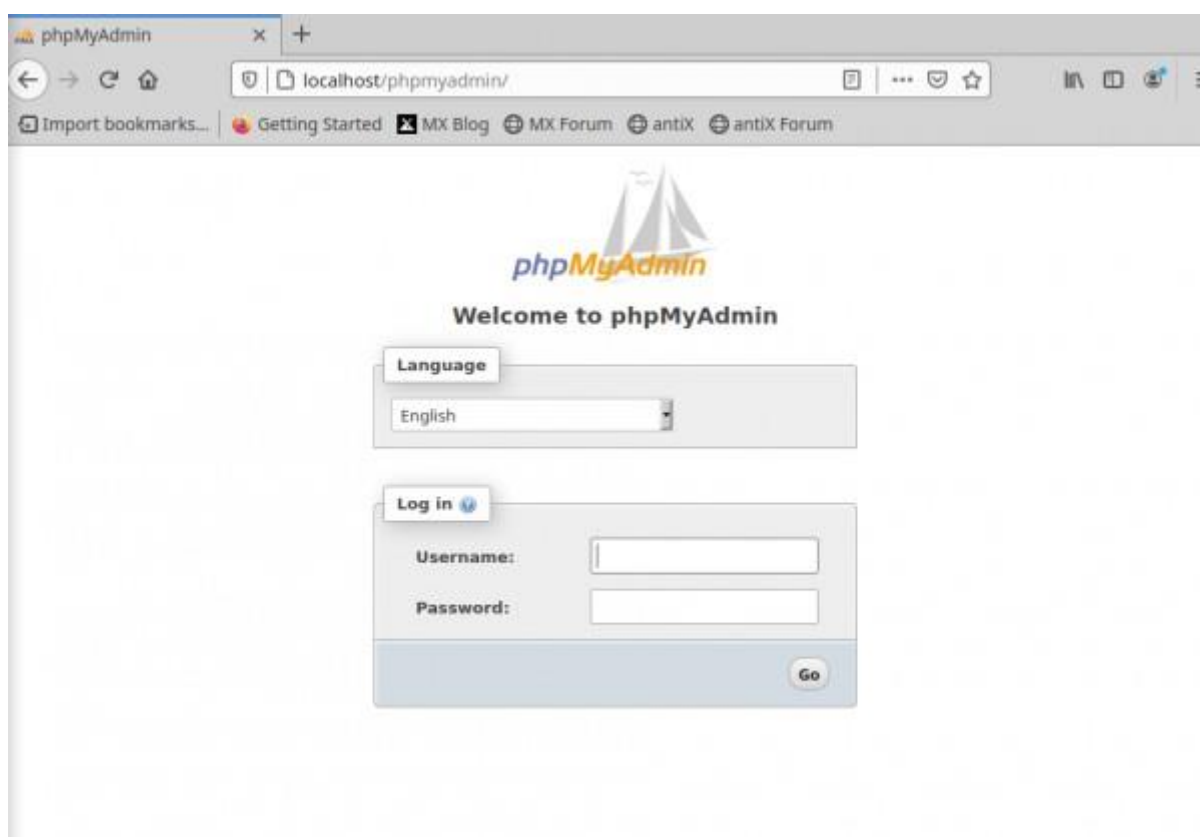 phpMyAdmin
localhost/phpmyadmin/
Import bookmarks... Getting Started MX Blog MX Forum antiX antiX Forum
phpMyAdmin
Welcome to phpMyAdmin
Language
English
Log in
Username:
Password:
Go